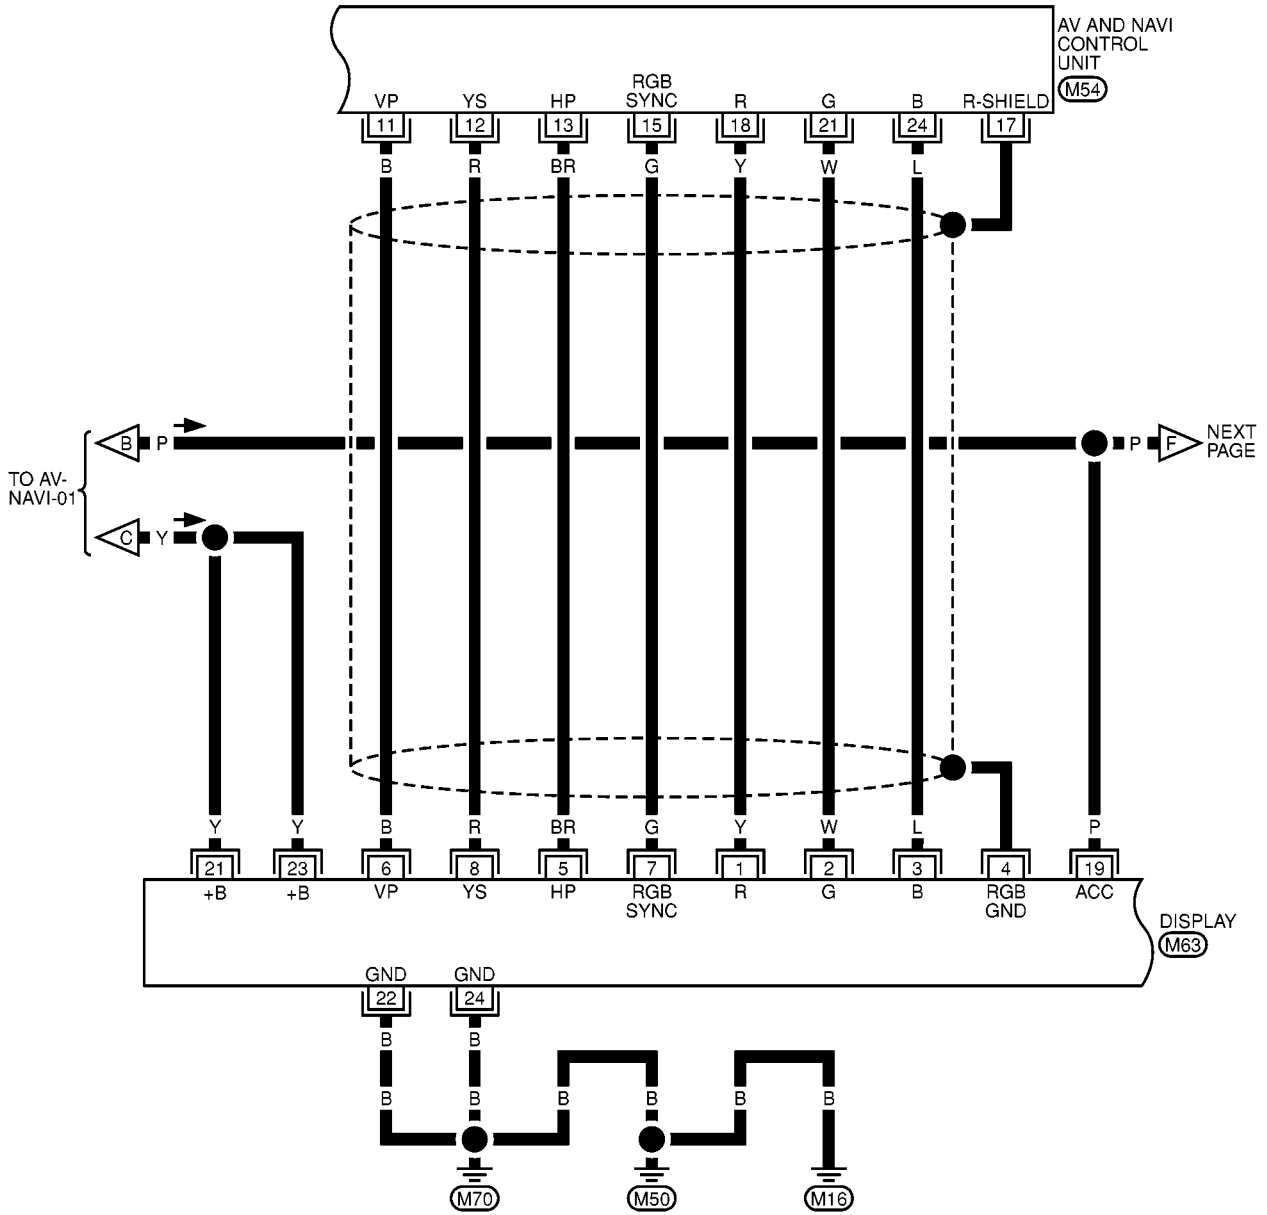 AV AND NAVI
CONTROL
UNIT
M54
RGB
VP YS HP SYNC R G B R-SHIELD
11 12 13 15 18 21 24 17
B R BR G Y W L
B P P F NEXT
PAGE
TO AV-
NAVI-01
C Y
Y Y B R BR G Y W L P
21 23 6 8 5 7 1 2 3 4 19
+B +B VP YS HP RGB R G B RGB ACC
SYNC GND
DISPLAY
M63
GND GND
22 24
B B
B B B B B B
M70 M50 M16